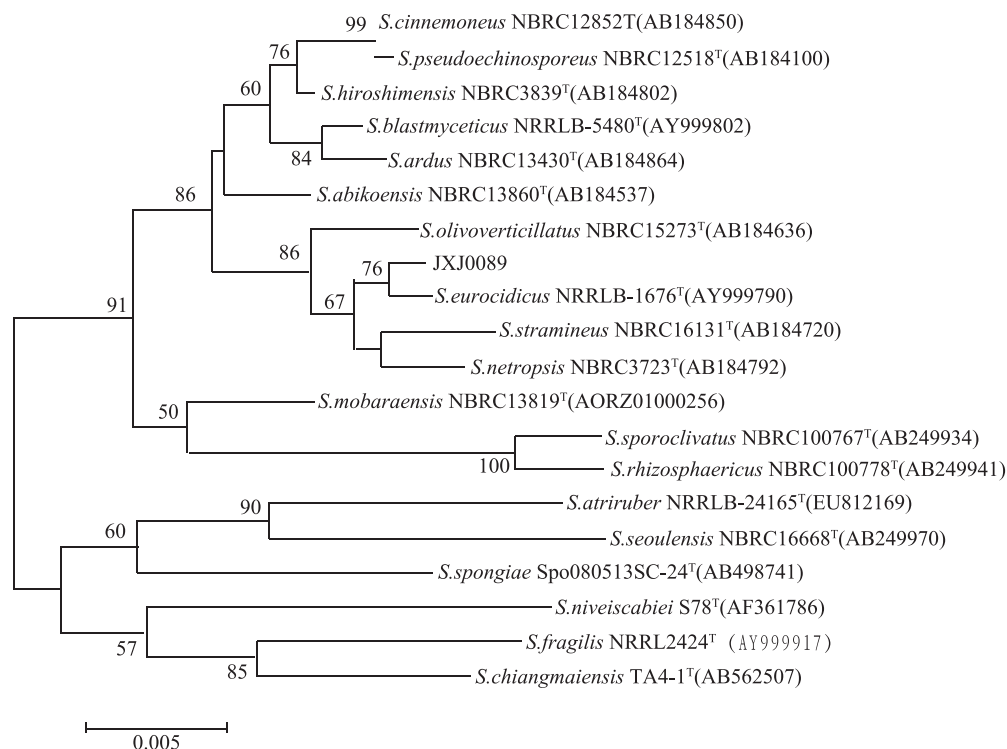 99 S.cinnemoneus NBRC12852T(AB184850)
76 S.pseudoechinosporeus NBRC12518ᵀ(AB184100)
60 S.hiroshimensis NBRC3839ᵀ(AB184802)
S.blastmyceticus NRRLB-5480ᵀ(AY999802)
84 S.ardus NBRC13430ᵀ(AB184864)
86 S.abikoensis NBRC13860ᵀ(AB184537)
S.olivoverticillatus NBRC15273ᵀ(AB184636)
86 76 JXJ0089
91 67 S.eurocidicus NRRLB-1676ᵀ(AY999790)
S.stramineus NBRC16131ᵀ(AB184720)
S.netropsis NBRC3723ᵀ(AB184792)
50 S.mobaraensis NBRC13819ᵀ(AORZ01000256)
S.sporoclivatus NBRC100767ᵀ(AB249934)
100 S.rhizosphaericus NBRC100778ᵀ(AB249941)
90 S.atriruber NRRLB-24165ᵀ(EU812169)
60 S.seoulensis NBRC16668ᵀ(AB249970)
S.spongiae Spo080513SC-24ᵀ(AB498741)
S.niveiscabiei S78ᵀ(AF361786)
57 S.fragilis NRRL2424ᵀ (AY999917)
85 S.chiangmaiensis TA4-1ᵀ(AB562507)
0.005